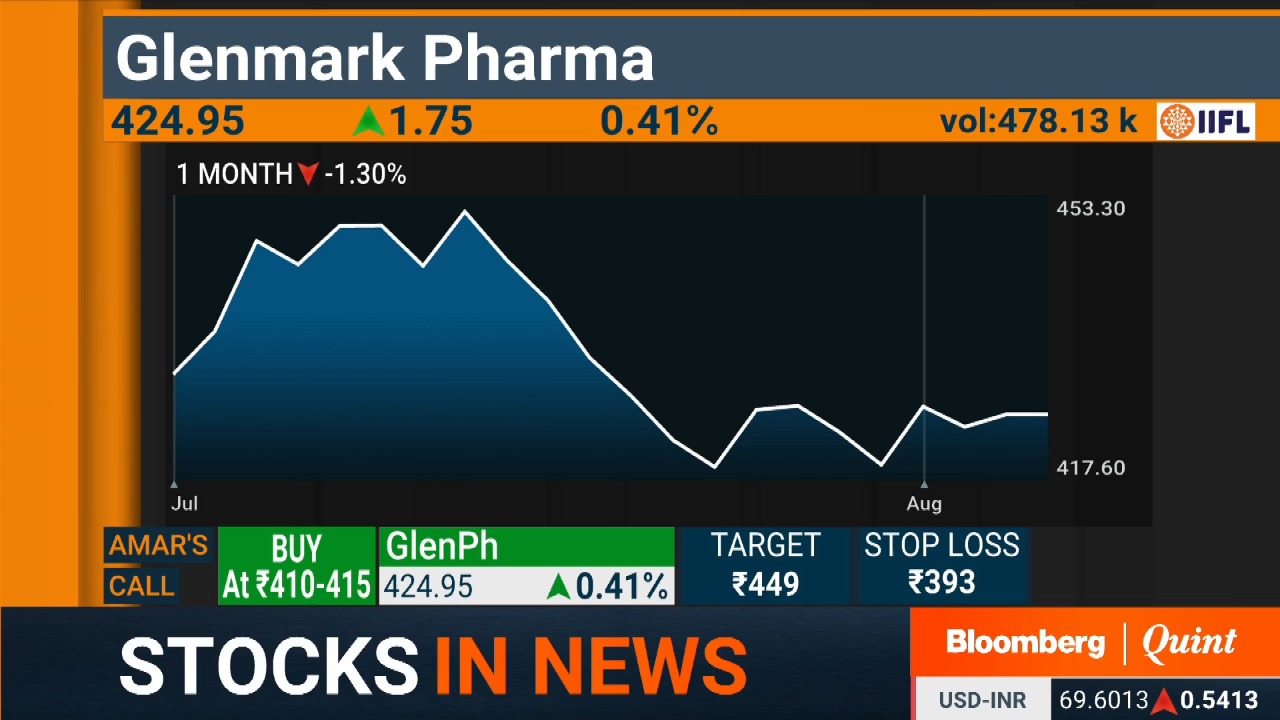 Glenmark Pharma
424.95 1.75 0.41% vol:478.13 k IIFL
1 MONTH -1.30%
453.30
417.60
Jul Aug
AMAR'S CALL
BUY
At ₹410-415
GlenPh
424.95 0.41%
TARGET
₹449
STOP LOSS
₹393
STOCKS IN NEWS
Bloomberg | Quint
USD-INR 69.6013 0.5413